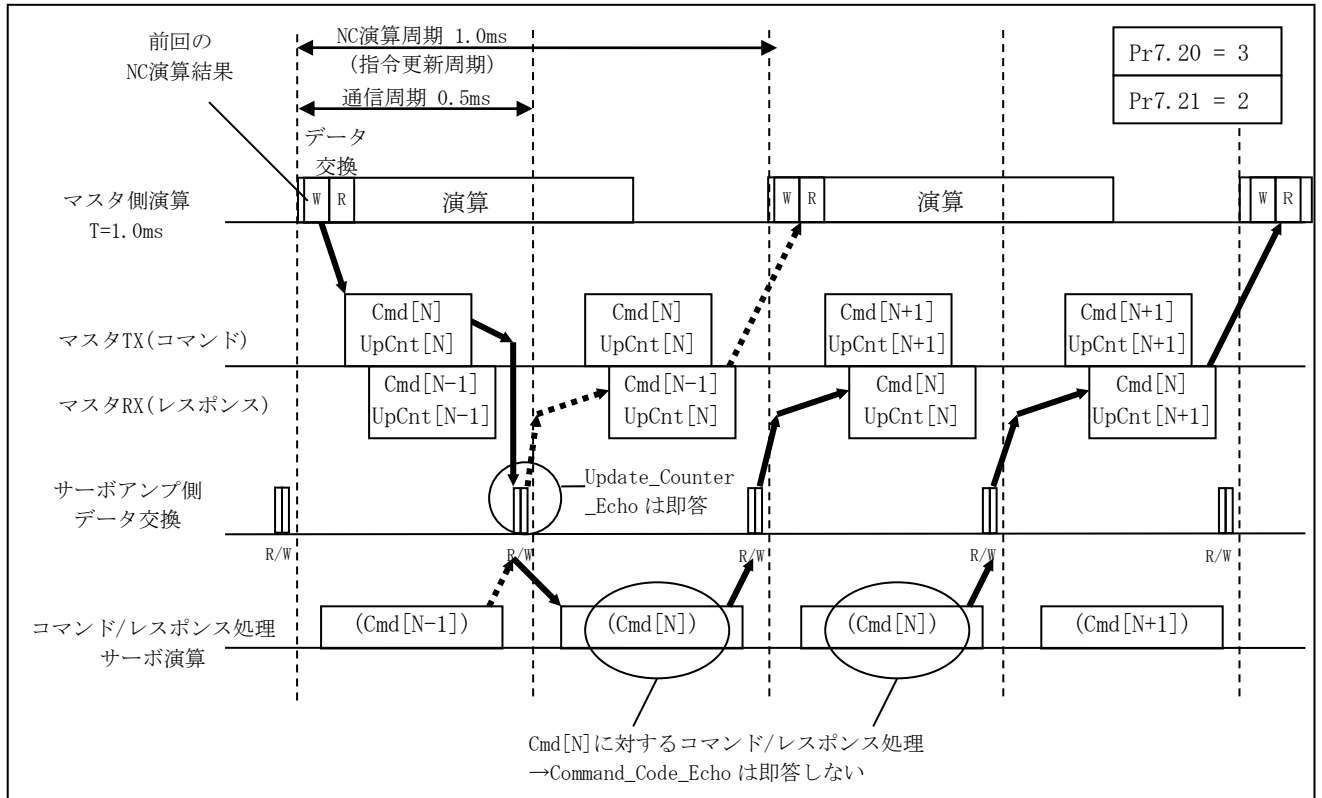 前回の
NC演算結果
NC演算周期 1.0ms
(指令更新周期)
通信周期 0.5ms
Pr7.20 = 3
Pr7.21 = 2
データ
交換
マスタ側演算
T=1.0ms
W R 演算 W R 演算 W R
マスタTX(コマンド)
Cmd[N] Cmd[N] Cmd[N+1] Cmd[N+1]
UpCnt[N] UpCnt[N] UpCnt[N+1] UpCnt[N+1]
マスタRX(レスポンス)
Cmd[N-1] Cmd[N-1] Cmd[N] Cmd[N]
UpCnt[N-1] UpCnt[N] UpCnt[N] UpCnt[N+1]
サーボアンプ側
データ交換
Update_Counter
_Echo は即答
R/W R/W R/W R/W R/W
コマンド/レスポンス処理
サーボ演算
(Cmd[N-1]) (Cmd[N]) (Cmd[N]) (Cmd[N+1])
Cmd[N]に対するコマンド/レスポンス処理
→Command_Code_Echo は即答しない